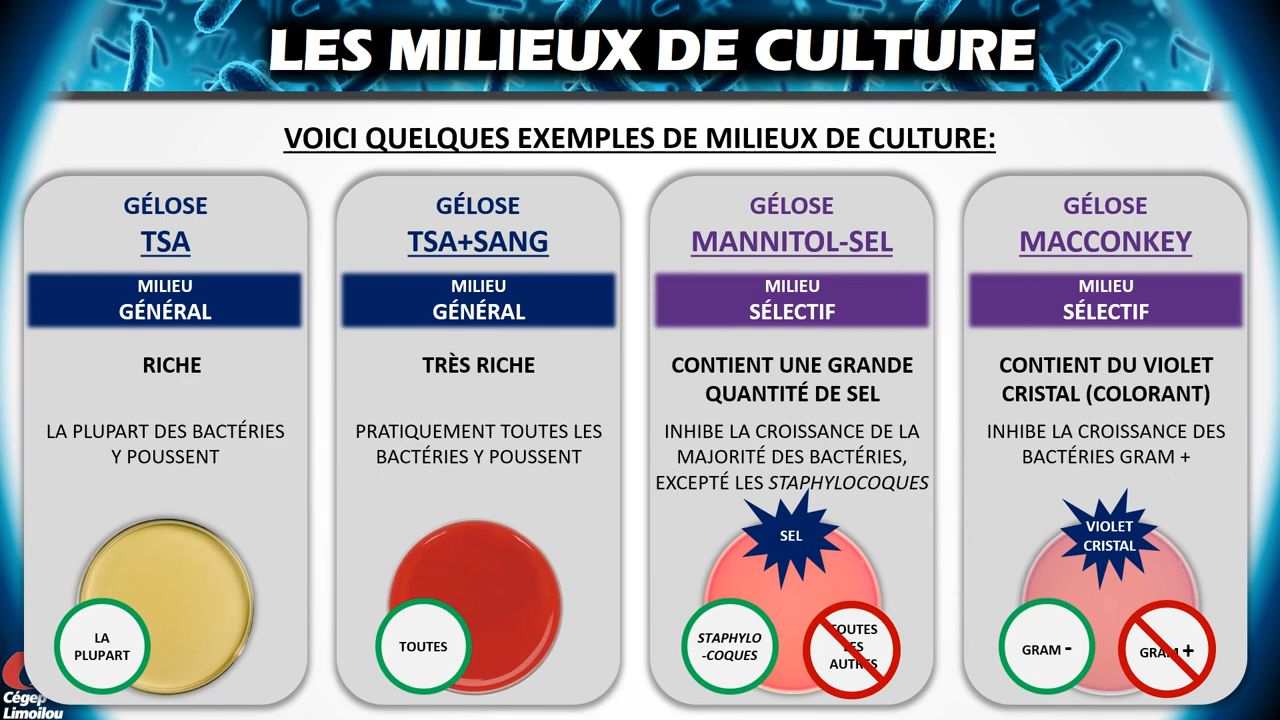 LES MILIEUX DE CULTURE
VOICI QUELQUES EXEMPLES DE MILIEUX DE CULTURE:
GÉLOSE
TSA
MILIEU
GÉNÉRAL
RICHE
LA PLUPART DES BACTÉRIES
Y POUSSENT
LA
PLUPART
GÉLOSE
TSA+SANG
MILIEU
GÉNÉRAL
TRÈS RICHE
PRATIQUEMENT TOUTES LES
BACTÉRIES Y POUSSENT
TOUTES
GÉLOSE
MANNITOL-SEL
MILIEU
SÉLECTIF
CONTIENT UNE GRANDE
QUANTITÉ DE SEL
INHIBE LA CROISSANCE DE LA
MAJORITÉ DES BACTÉRIES,
EXCEPTÉ LES STAPHYLOCOQUES
SEL
STAPHYLO
-COQUES
TOUTES
LES
AUTRES
GÉLOSE
MACCONKEY
MILIEU
SÉLECTIF
CONTIENT DU VIOLET
CRISTAL (COLORANT)
INHIBE LA CROISSANCE DES
BACTÉRIES GRAM +
VIOLET
CRISTAL
GRAM -
GRAM +
Cégep
Limoilou